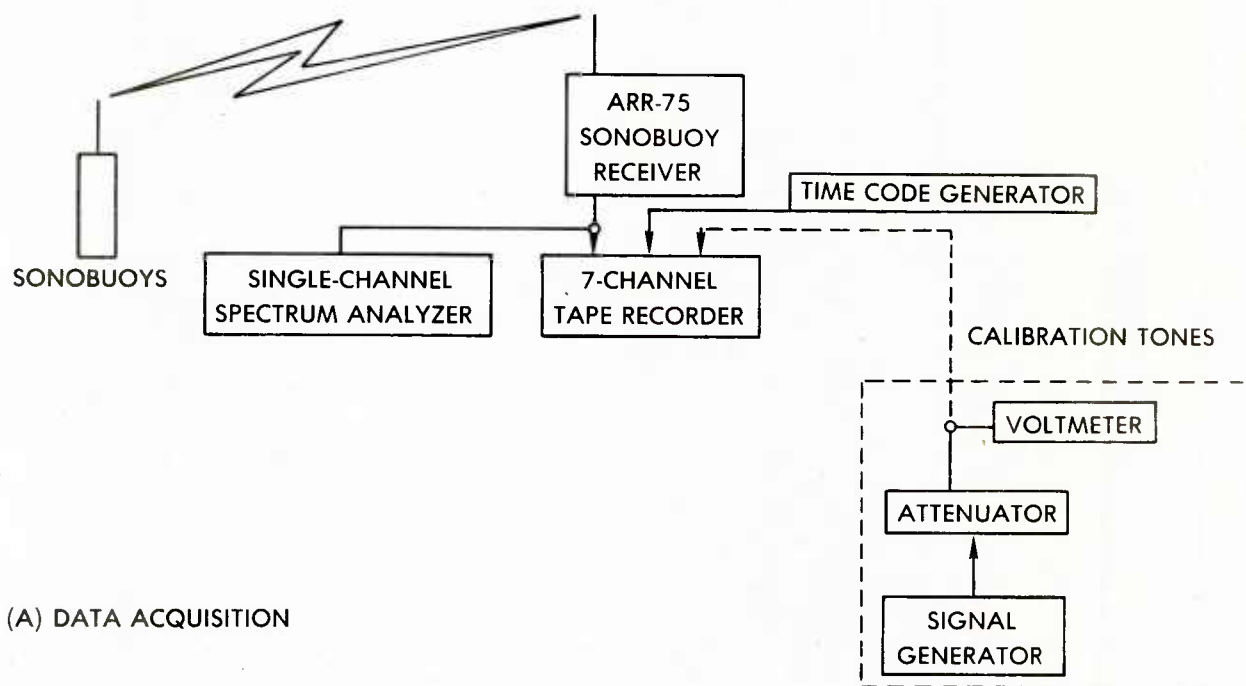 ARR-75
SONOBUOY
RECEIVER
TIME CODE GENERATOR
SONOBUOYS
SINGLE-CHANNEL
SPECTRUM ANALYZER
7-CHANNEL
TAPE RECORDER
CALIBRATION TONES
VOLTMETER
ATTENUATOR
(A) DATA ACQUISITION
SIGNAL
GENERATOR